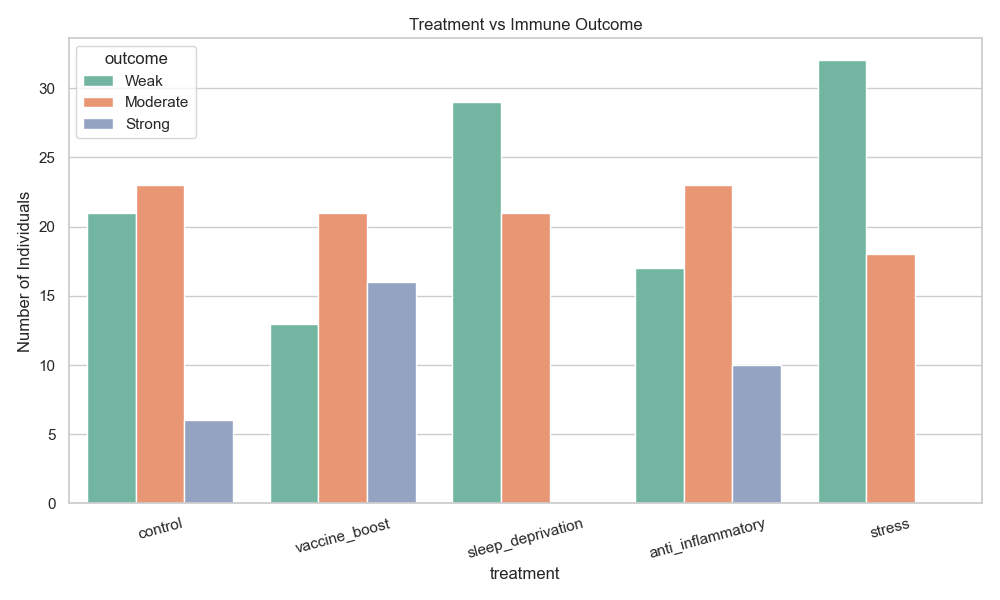 Treatment vs Immune Outcome
outcome
Weak
Moderate
Strong
Number of Individuals
30
25
20
15
10
5
0
control
vaccine_boost
sleep_deprivation
anti_inflammatory
stress
treatment